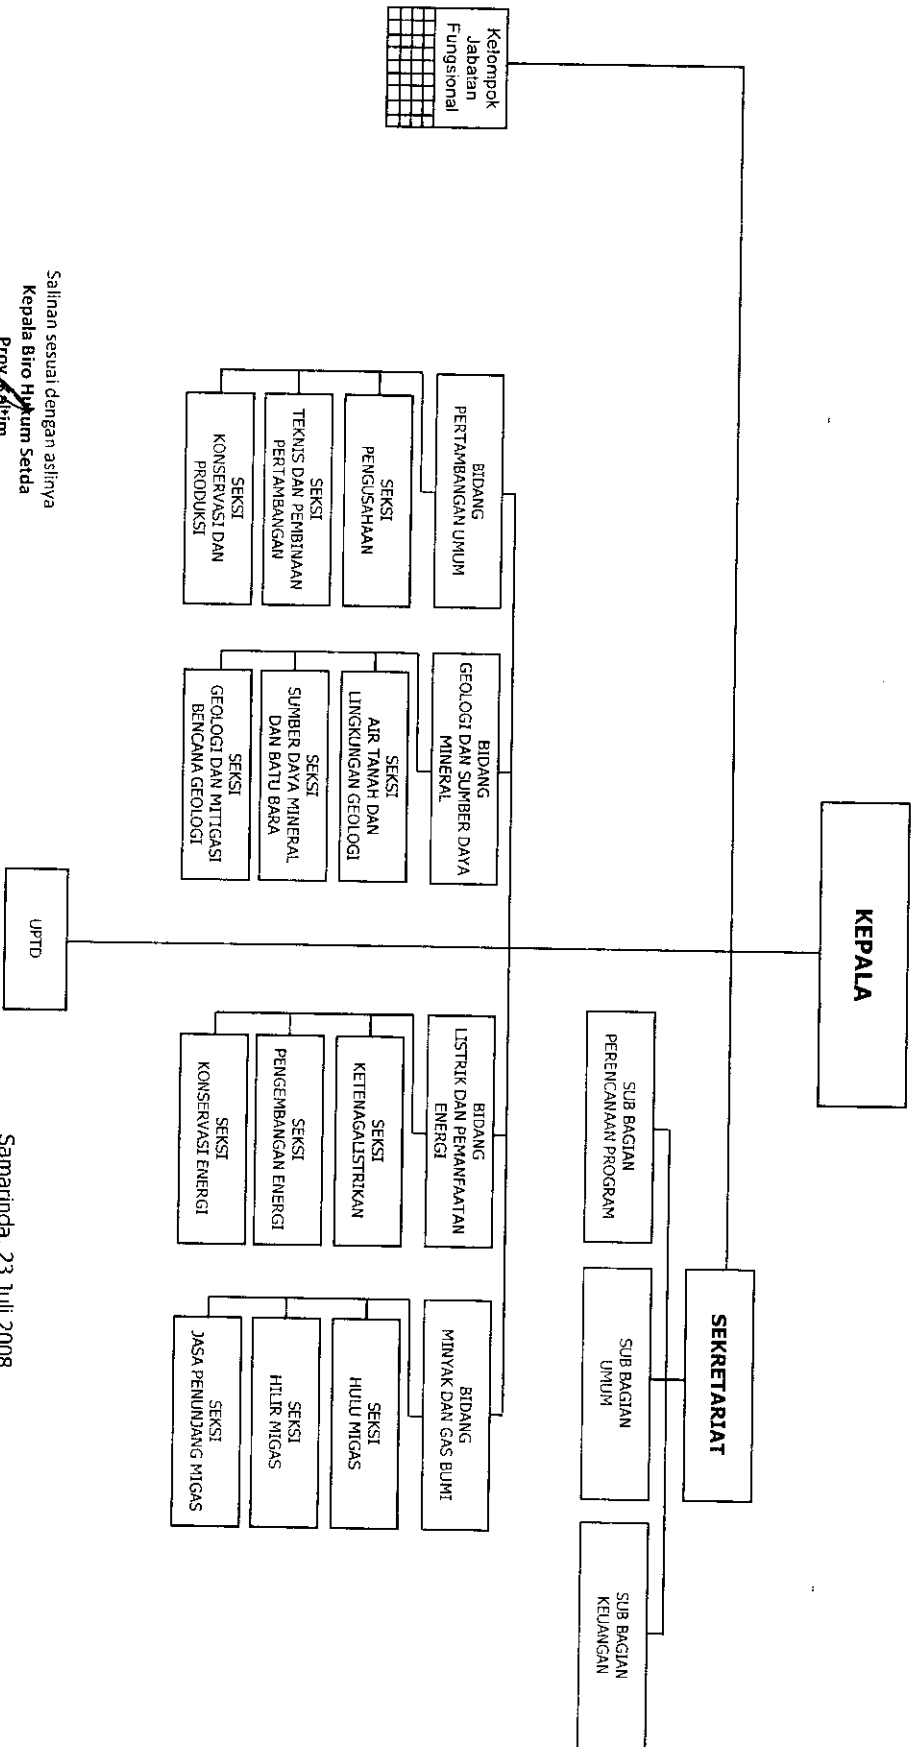 KEPALA
SEKRETARIAT
Kelompok
Jabatan
Fungsional
SUB BAGIAN
PERENCANAAN PROGRAM
SUB BAGIAN
UMUM
SUB BAGIAN
KEUANGAN
BIDANG
PERTAMBANGAN UMUM
SEKSI
PENGUSAHAAN
SEKSI
TEKNIS DAN PEMBINAAN
PERTAMBANGAN
SEKSI
KONSERVASI DAN
PRODUKSI
BIDANG
GEOLOGI DAN SUMBER DAYA
MINERAL
SEKSI
AIR TANAH DAN
LINGKUNGAN GEOLOGI
SEKSI
SUMBER DAYA MINERAL
DAN BATU BARA
SEKSI
GEOLOGI DAN MITIGASI
BENCANA GEOLOGI
BIDANG
LISTRIK DAN PEMANFAATAN
ENERGI
SEKSI
KETENAGALISTRIKAN
SEKSI
PENGEMBANGAN ENERGI
SEKSI
KONSERVASI ENERGI
BIDANG
MINYAK DAN GAS BUMI
SEKSI
HULU MIGAS
SEKSI
HILIR MIGAS
SEKSI
JASA PENUNJANG MIGAS
UPTD
Salinan sesuai dengan aslinya
Kepala Biro Hukum Setda
Prov. Kaltim
Samarinda, 23 Juli 2008